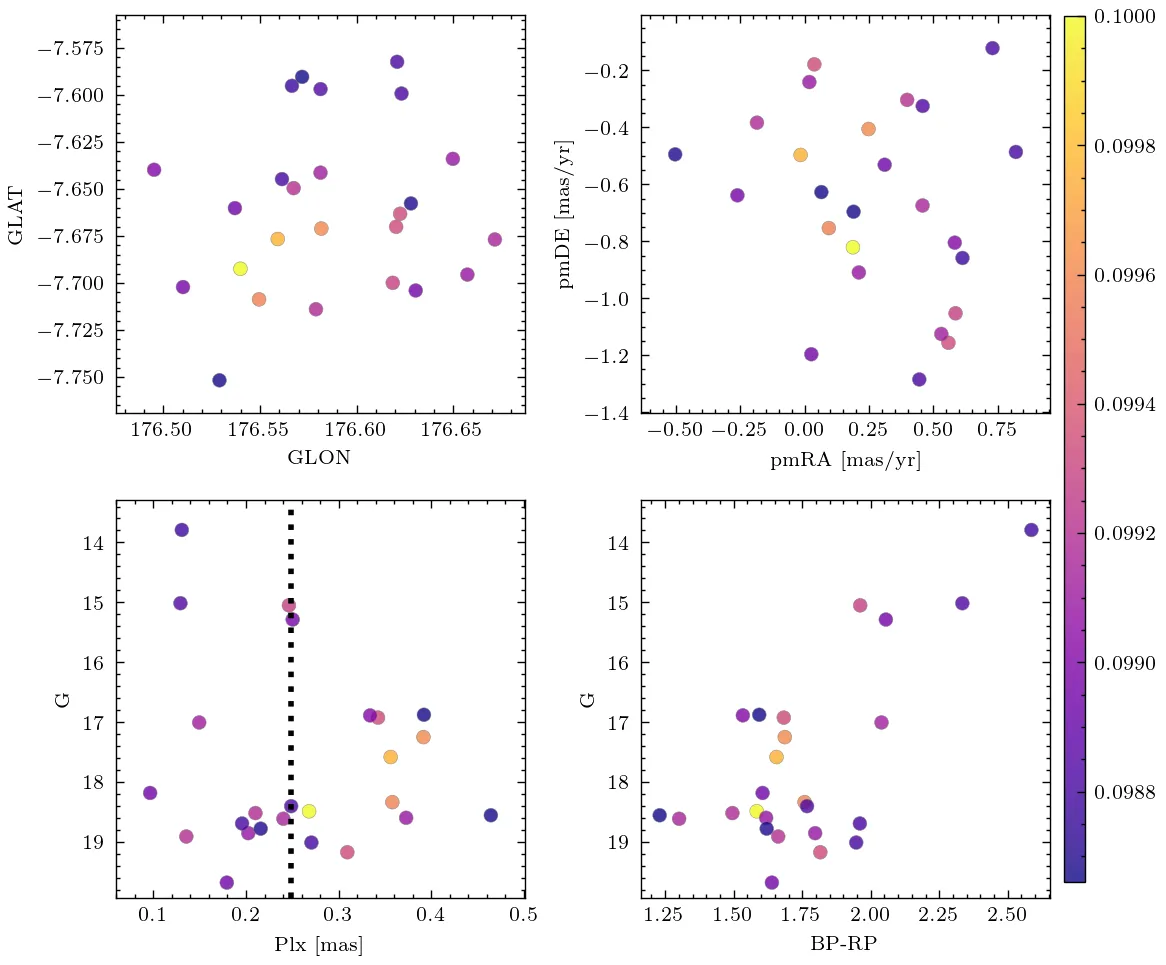 −7.575
−7.600
−7.625
−7.650
−7.675
−7.700
−7.725
−7.750
GLAT
176.50 176.55 176.60 176.65
GLON
−0.2
−0.4
−0.6
−0.8
−1.0
−1.2
−1.4
pmDE [mas/yr]
−0.50 −0.25 0.00 0.25 0.50 0.75
pmRA [mas/yr]
14
15
16
17
18
19
G
0.1 0.2 0.3 0.4 0.5
Plx [mas]
14
15
16
17
18
19
G
1.25 1.50 1.75 2.00 2.25 2.50
BP-RP
0.1000
0.0998
0.0996
0.0994
0.0992
0.0990
0.0988